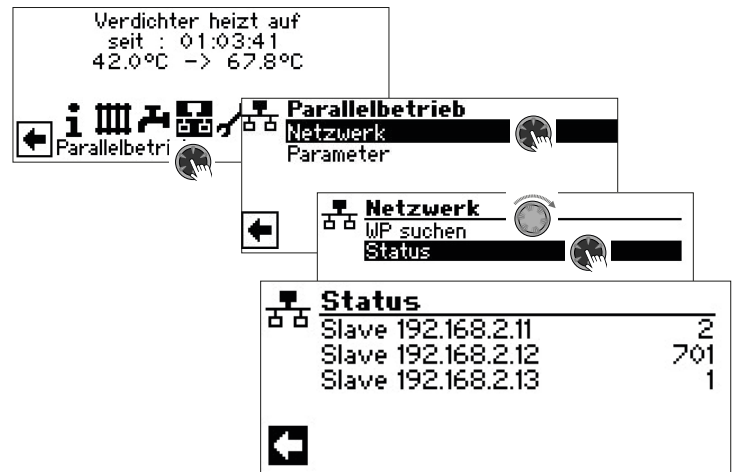 Verdichter heizt auf
seit : 01:03:41
42.0°C -> 67.8°C
Parallelbetri
Parallelbetrieb
Netzwerk
Parameter
Netzwerk
WP suchen
Status
Status
Slave 192.168.2.11 2
Slave 192.168.2.12 701
Slave 192.168.2.13 1